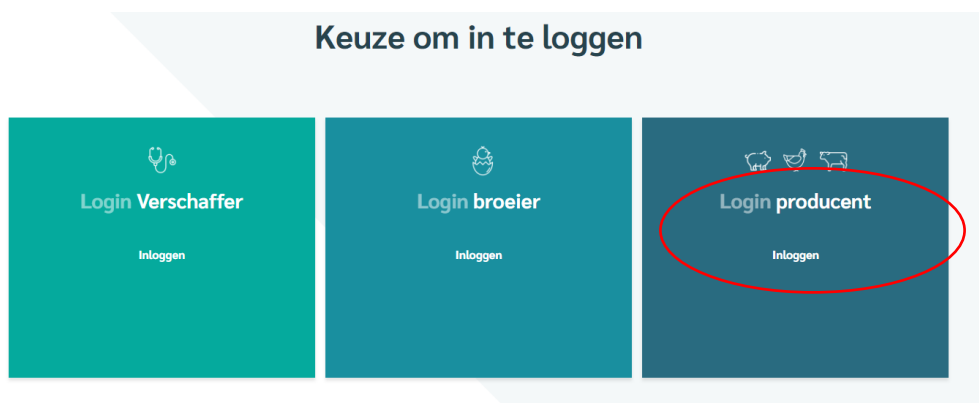 Keuze om in te loggen
Login Verschaffer
Inloggen
Login broeier
Inloggen
Login producent
Inloggen